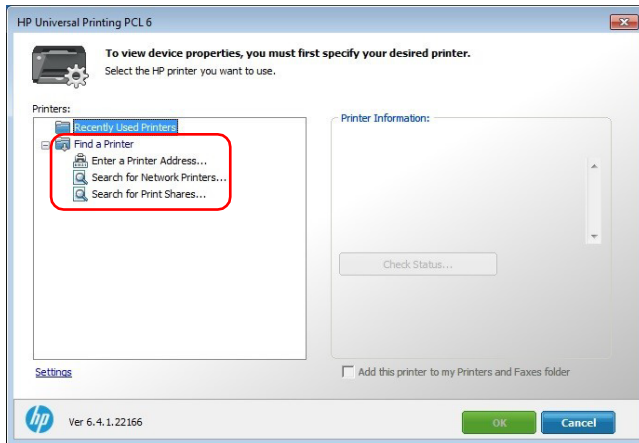 HP Universal Printing PCL 6
To view device properties, you must first specify your desired printer.
Select the HP printer you want to use.
Printers:
Recently Used Printers
Find a Printer
Enter a Printer Address...
Search for Network Printers...
Search for Print Shares...
Printer Information:
Check Status...
Settings
Add this printer to my Printers and Faxes folder
hp
Ver 6.4.1.22166
OK
Cancel